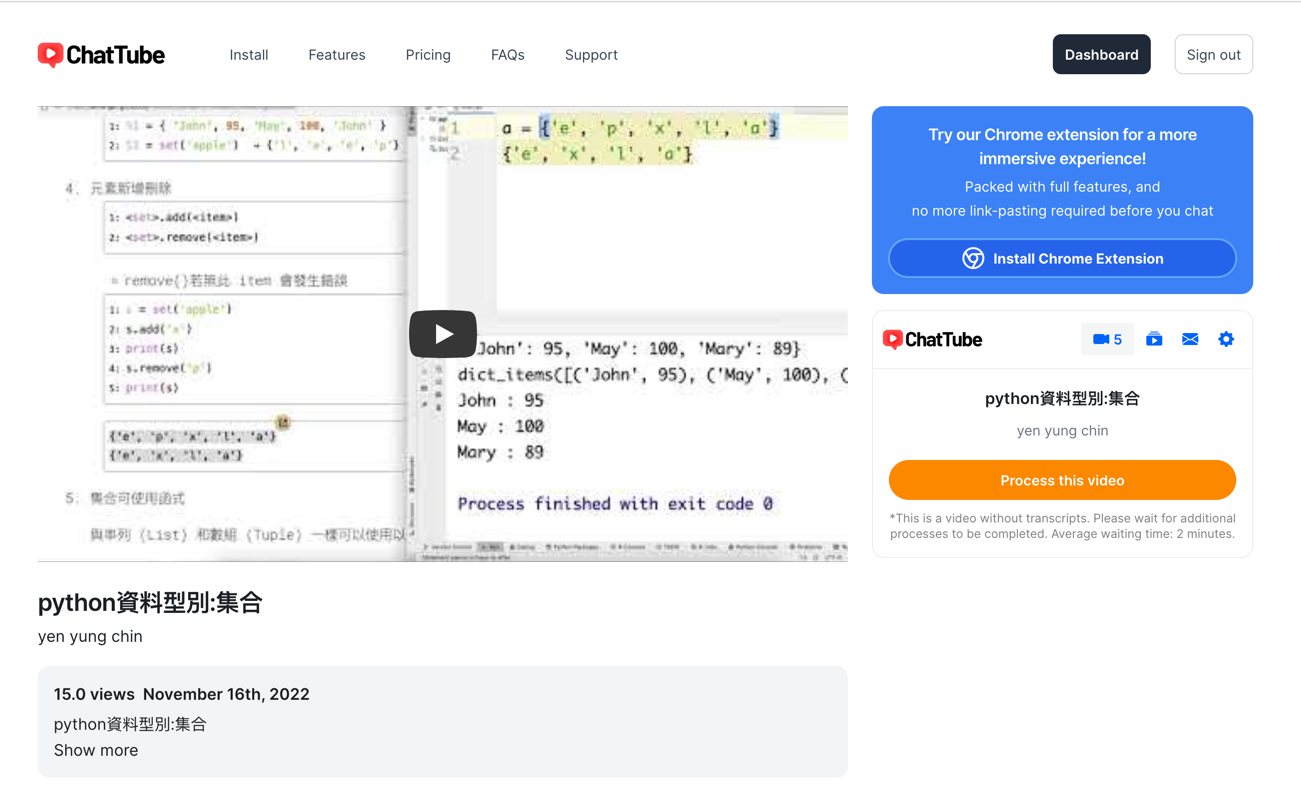 ChatTube
Install
Features
Pricing
FAQs
Support
Dashboard
Sign out
1: S1 = { 'John', 95, 'May', 100, 'John' }
2: S1 = set('apple') → {'l', 'a', 'e', 'p'}
4. 元素新增刪除
1: <set>.add(<item>)
2: <set>.remove(<item>)
remove()若無此 item 會發生錯誤
1: s = set('apple')
2: s.add('x')
3: print(s)
4: s.remove('p')
5: print(s)
{'e', 'p', 'x', 'l', 'a'}
{'e', 'x', 'l', 'a'}
5. 集合可使用函式
與串列 (List) 和數組 (Tuple) 一樣可以使用以
1 a = {'e', 'p', 'x', 'l', 'a'}
2 {'e', 'x', 'l', 'a'}
John': 95, 'May': 100, 'Mary': 89}
dict_items([('John', 95), ('May', 100), (
John : 95
May : 100
Mary : 89
Process finished with exit code 0
Try our Chrome extension for a more
immersive experience!
Packed with full features, and
no more link-pasting required before you chat
Install Chrome Extension
ChatTube
5
python資料型別:集合
yen yung chin
Process this video
*This is a video without transcripts. Please wait for additional
processes to be completed. Average waiting time: 2 minutes.
python資料型別:集合
yen yung chin
15.0 views November 16th, 2022
python資料型別:集合
Show more